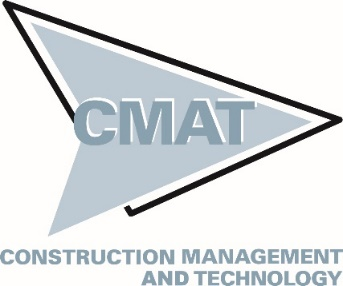 CMAT
CONSTRUCTION MANAGEMENT
AND TECHNOLOGY